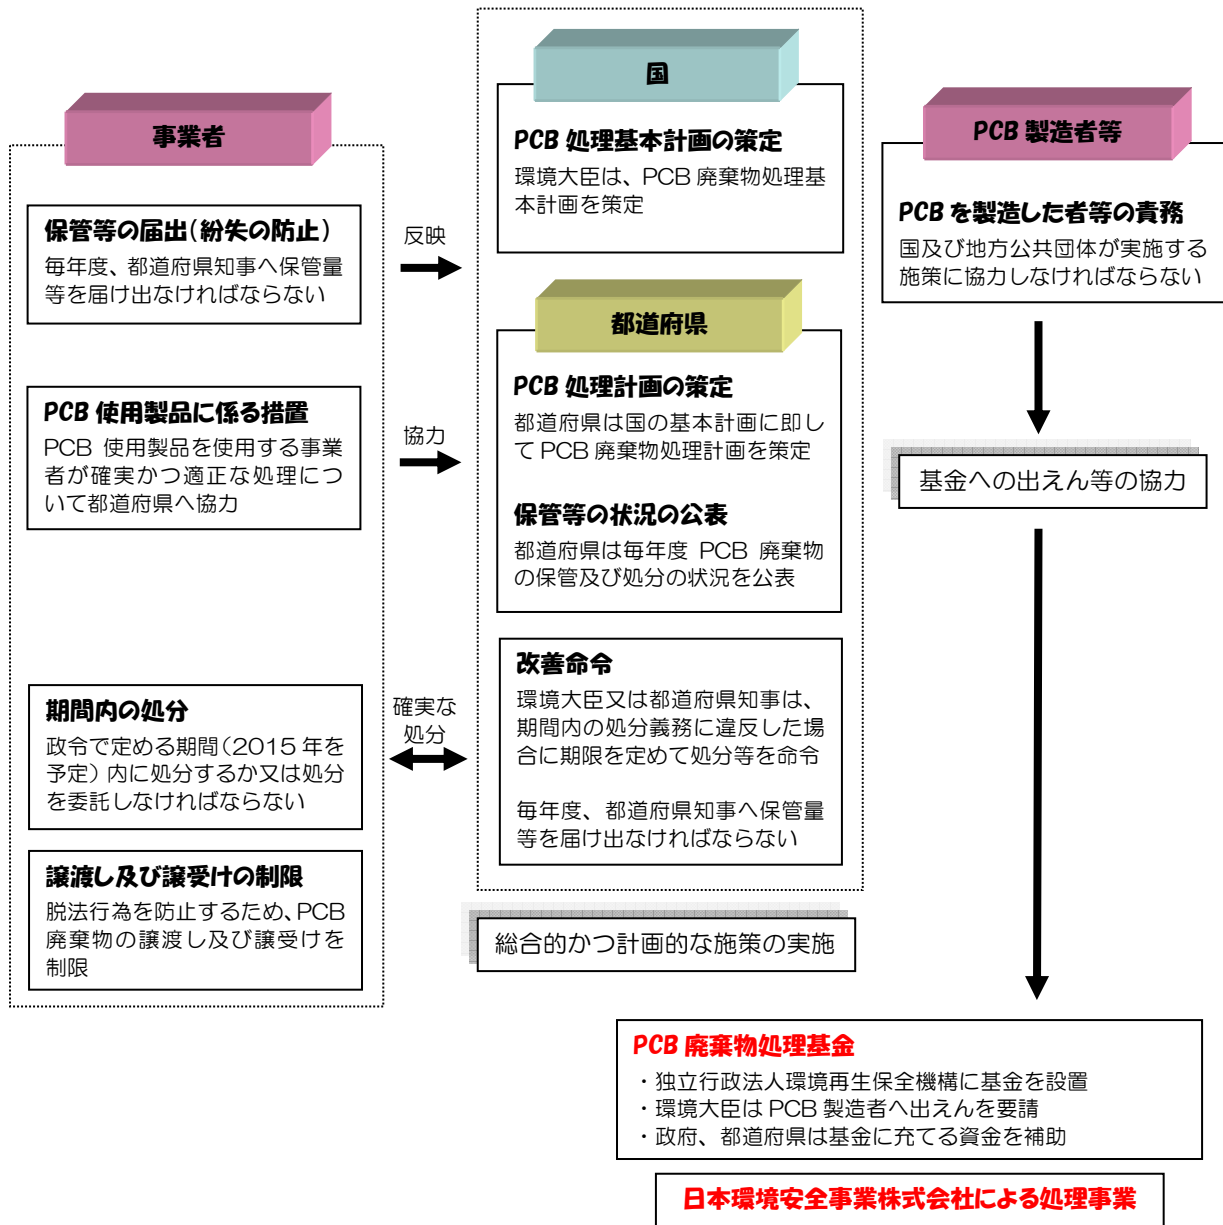 事業者
保管等の届出(紛失の防止)
毎年度、都道府県知事へ保管量
等を届け出なければならない
PCB 使用製品に係る措置
PCB 使用製品を使用する事業
者が確実かつ適正な処理につ
いて都道府県へ協力
期間内の処分
政令で定める期間(2015 年を
予定)内に処分するか又は処分
を委託しなければならない
譲渡し及び譲受けの制限
脱法行為を防止するため、PCB
廃棄物の譲渡し及び譲受けを
制限
反映
協力
確実な
処分
国
PCB 処理基本計画の策定
環境大臣は、PCB 廃棄物処理基
本計画を策定
都道府県
PCB 処理計画の策定
都道府県は国の基本計画に即し
て PCB 廃棄物処理計画を策定
保管等の状況の公表
都道府県は毎年度 PCB 廃棄物
の保管及び処分の状況を公表
改善命令
環境大臣又は都道府県知事は、
期間内の処分義務に違反した場
合に期限を定めて処分等を命令
毎年度、都道府県知事へ保管量
等を届け出なければならない
総合的かつ計画的な施策の実施
PCB 製造者等
PCB を製造した者等の責務
国及び地方公共団体が実施する
施策に協力しなければならない
基金への出えん等の協力
PCB 廃棄物処理基金
・独立行政法人環境再生保全機構に基金を設置
・環境大臣は PCB 製造者へ出えんを要請
・政府、都道府県は基金に充てる資金を補助
日本環境安全事業株式会社による処理事業